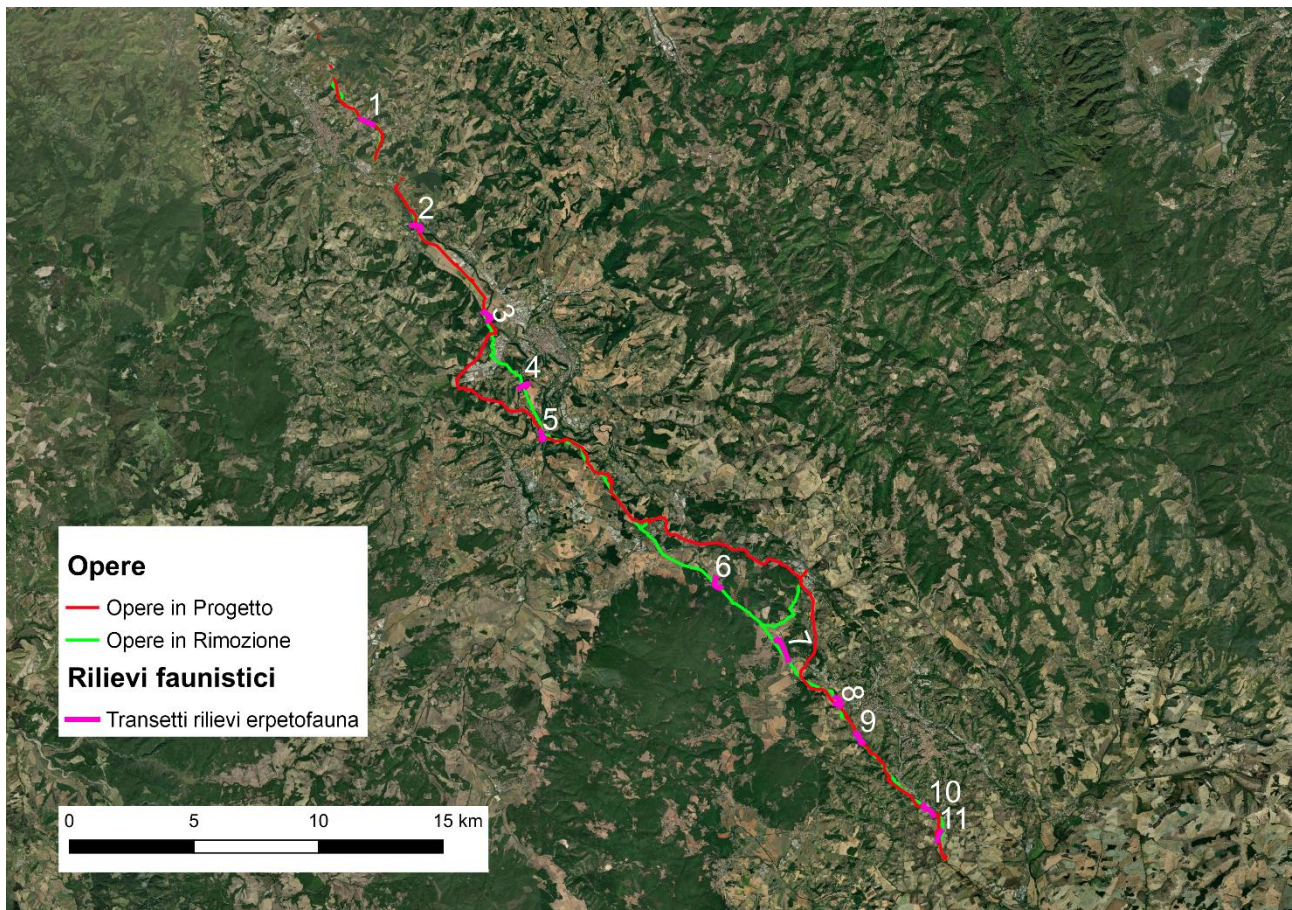 1
2
3
4
5
6
7
8
9
10
11
Opere
Opere in Progetto
Opere in Rimozione
Rilievi faunistici
Transetti rilievi erpetofauna
0 5 10 15 km